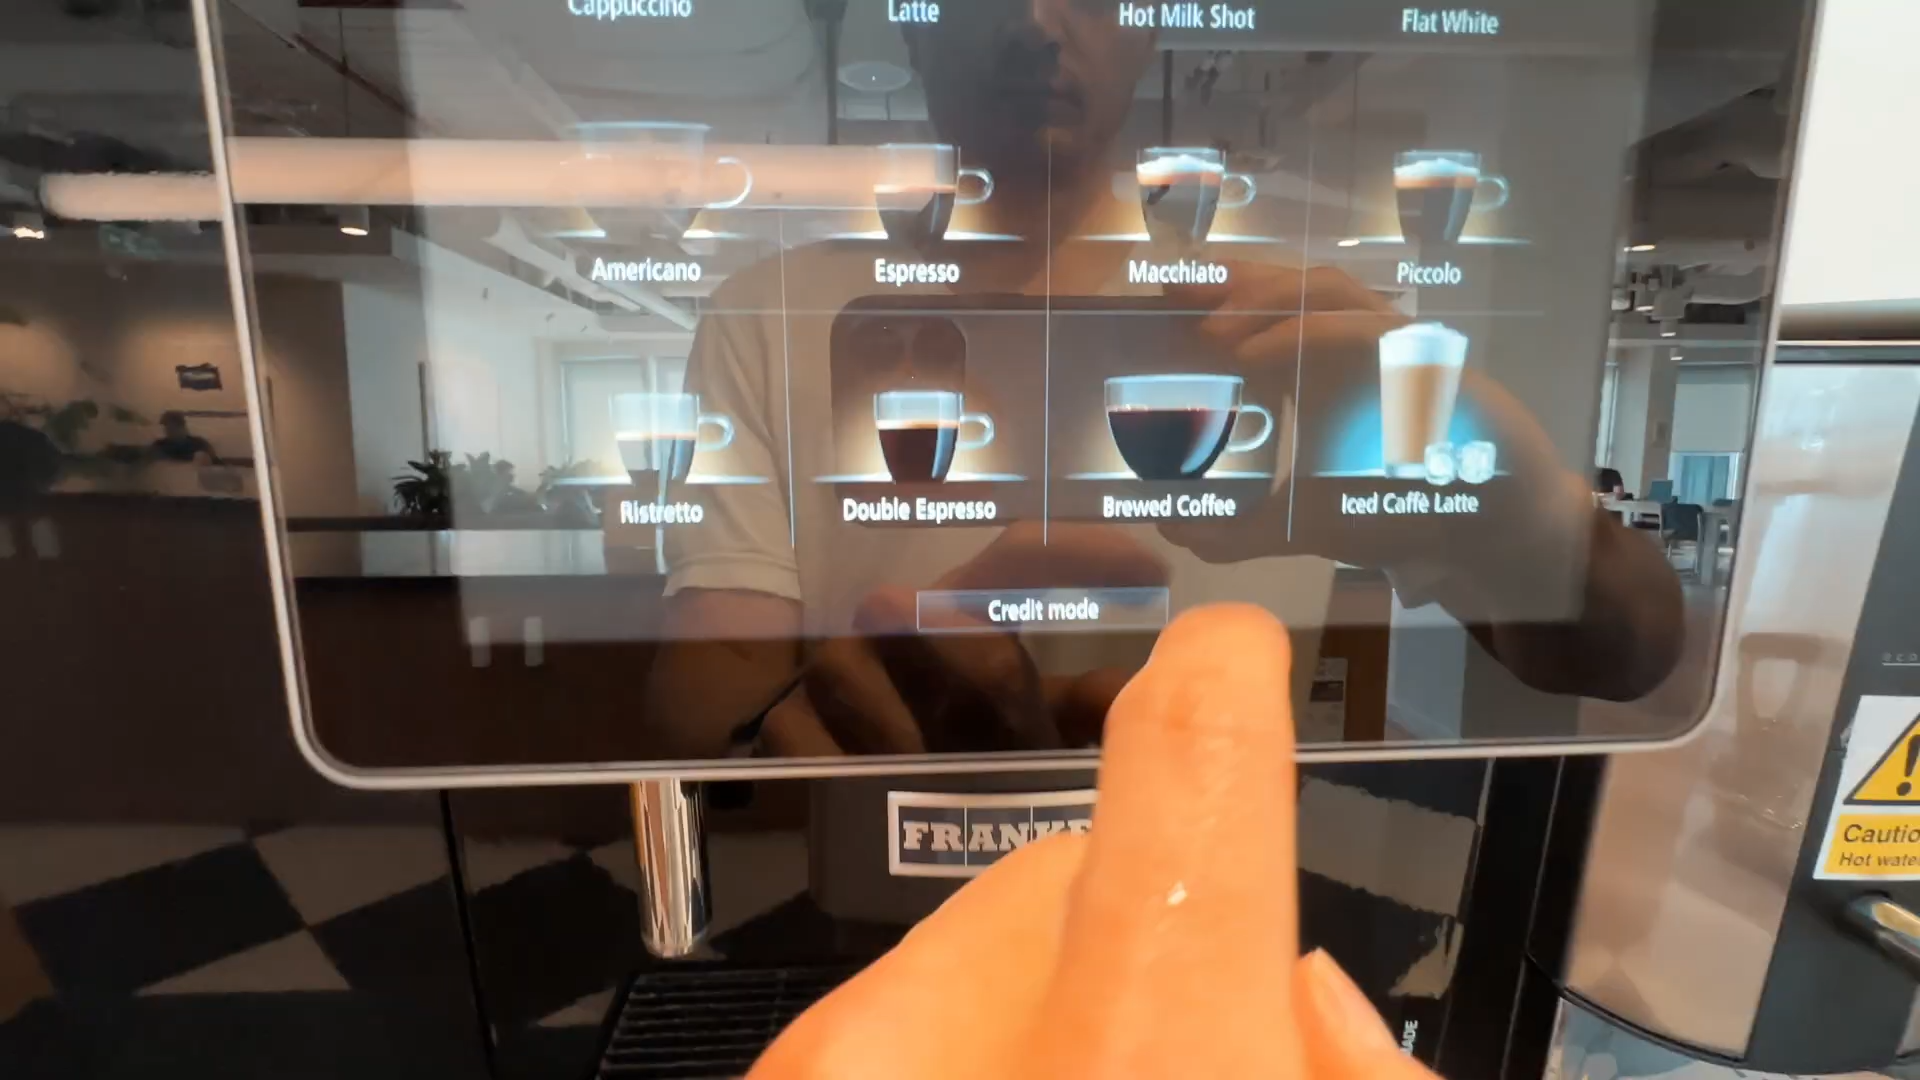 Cappuccino
Latte
Hot Milk Shot
Flat White
Americano
Espresso
Macchiato
Piccolo
Ristretto
Double Espresso
Brewed Coffee
Iced Caffè Latte
Credit mode
Hot